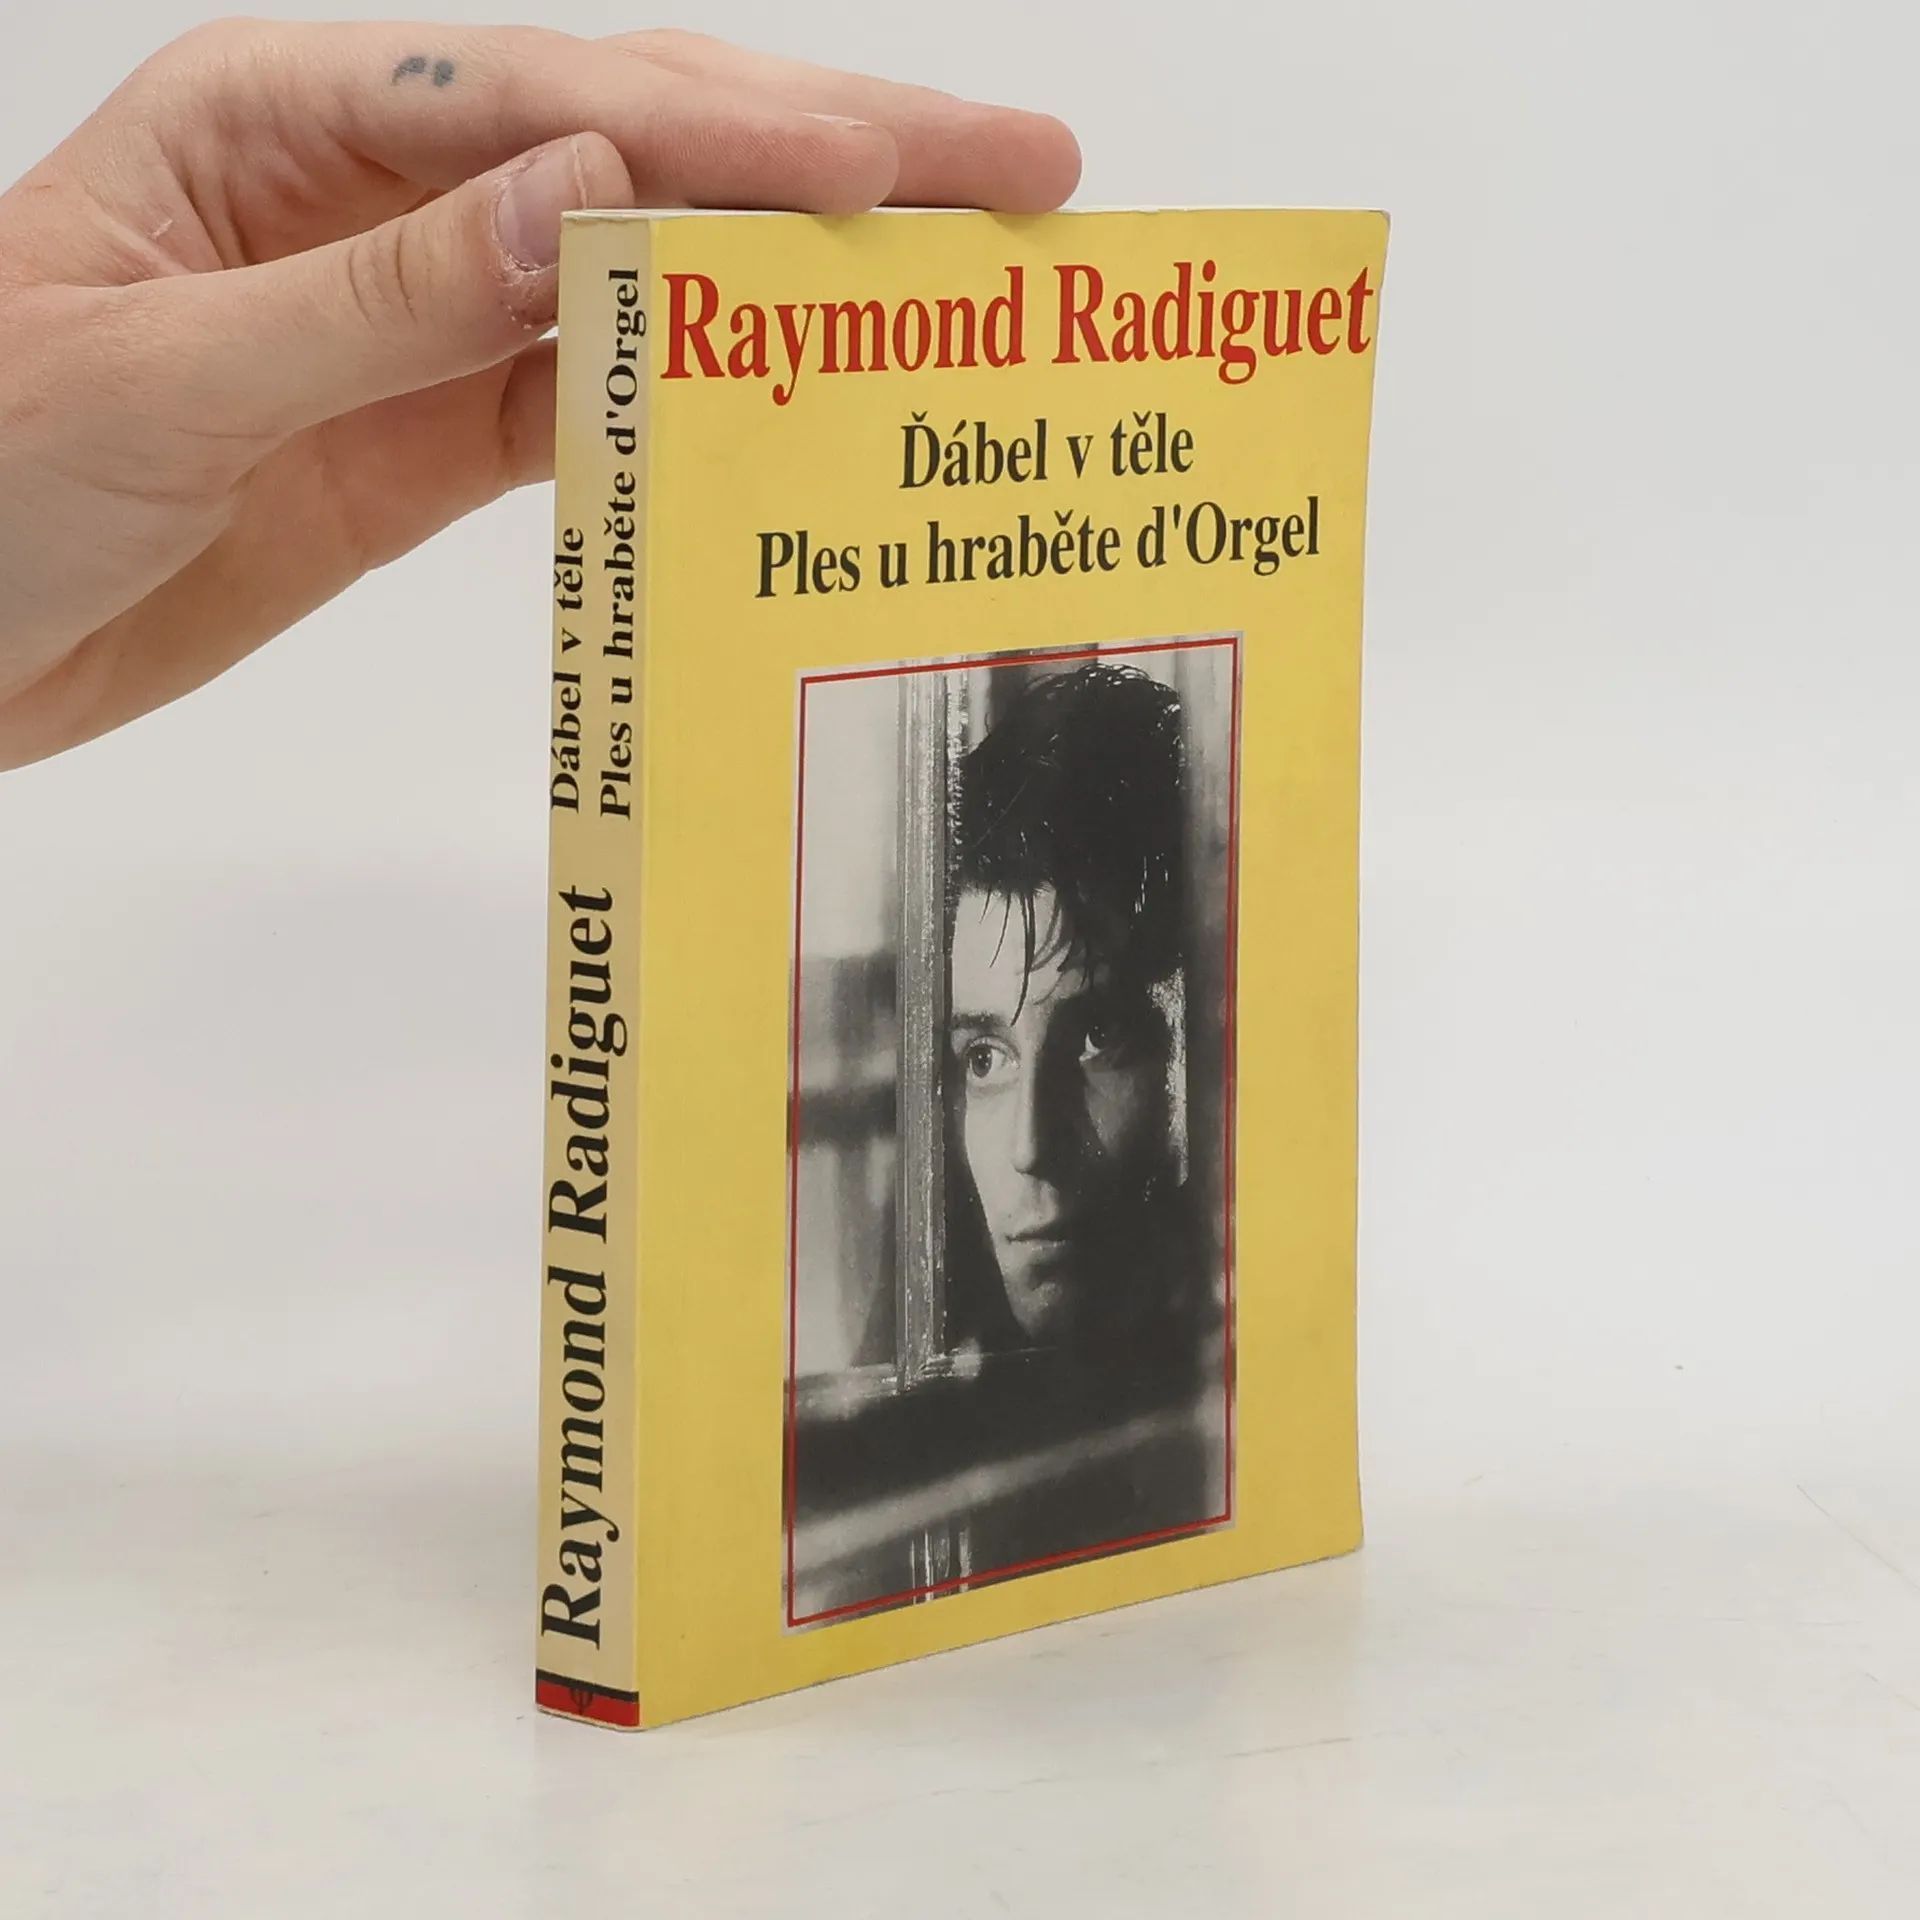 Raymond Radiguet
Ďábel v těle
Ples u hraběte d'Orgel
Raymond Radiguet
Ďábel v těle
Ples u hraběte d'Orgel